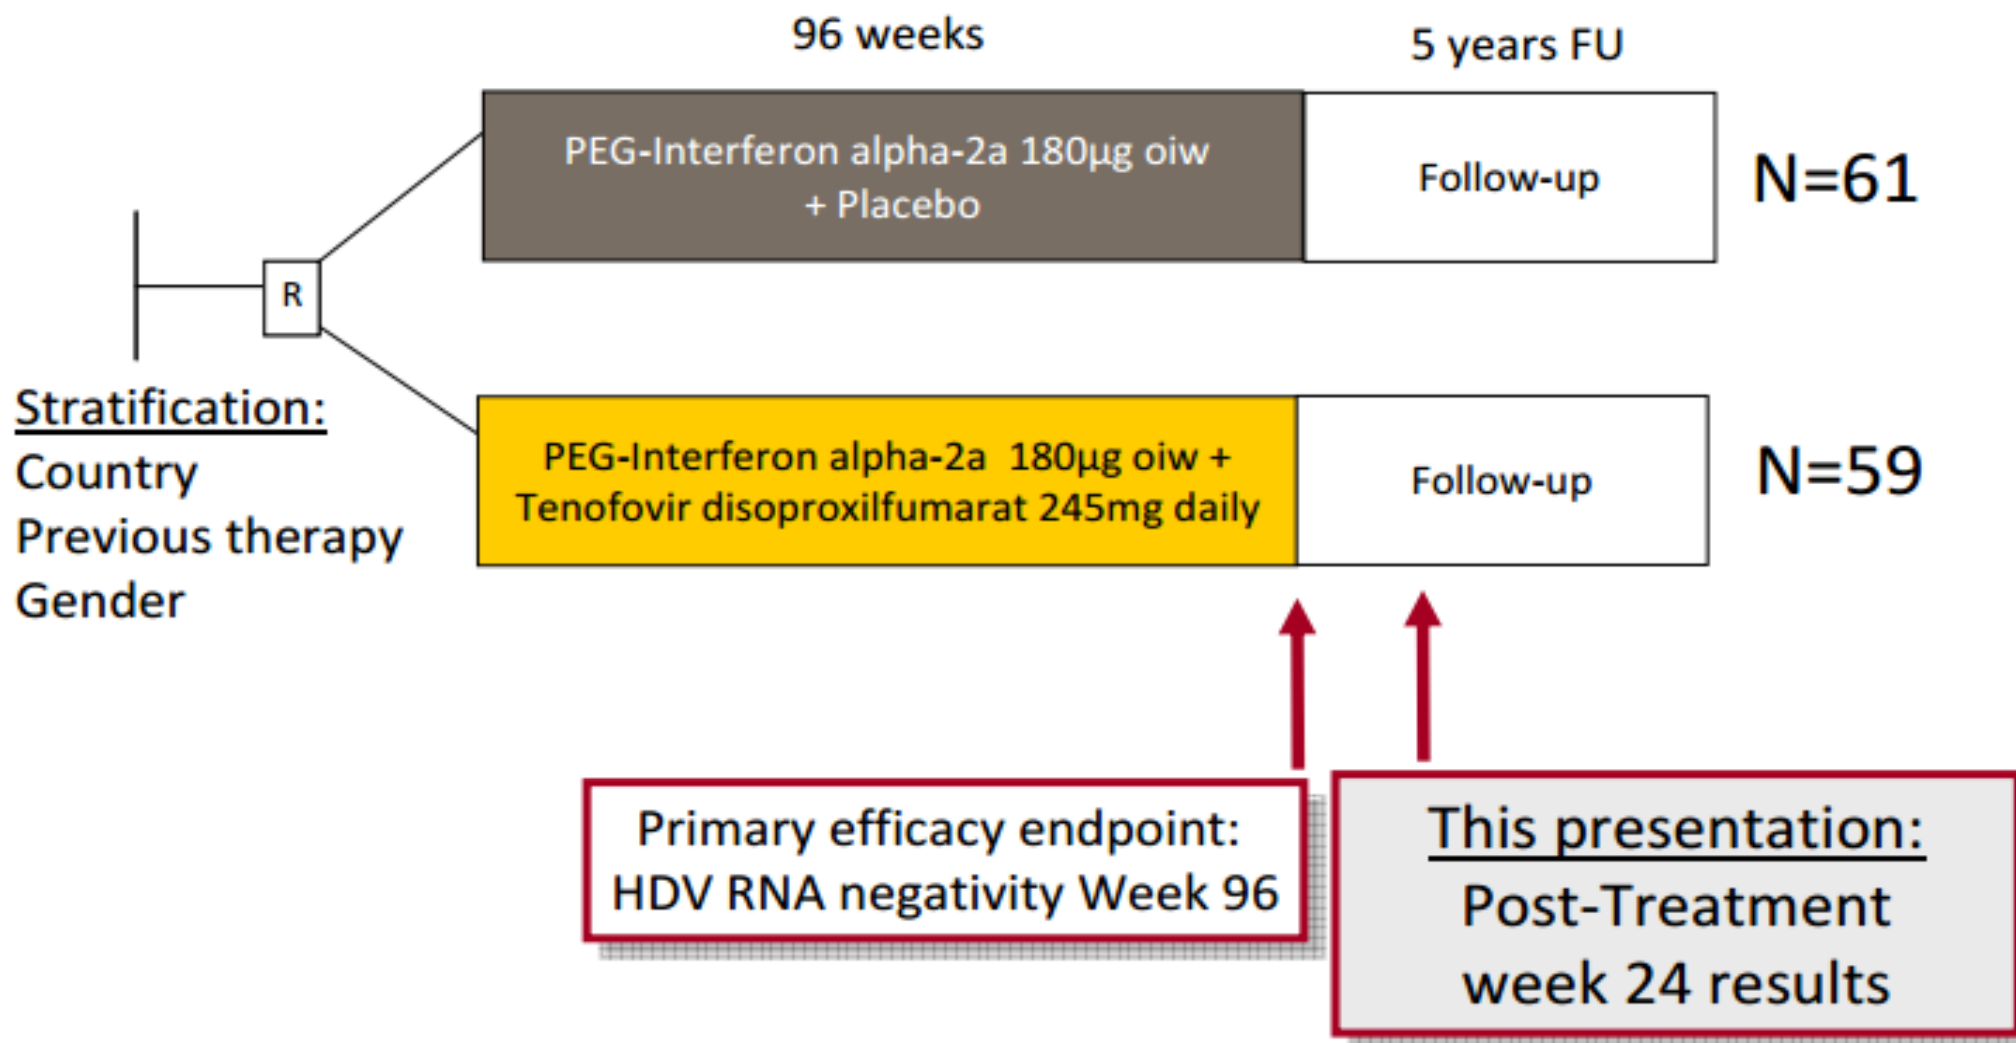 96 weeks
5 years FU
PEG-Interferon alpha-2a 180µg oiw
+ Placebo
Follow-up
N=61
R
Stratification:
Country
Previous therapy
Gender
PEG-Interferon alpha-2a  180µg oiw +
Tenofovir disoproxilfumarat 245mg daily
Follow-up
N=59
Primary efficacy endpoint:
HDV RNA negativity Week 96
This presentation:
Post-Treatment
week 24 results